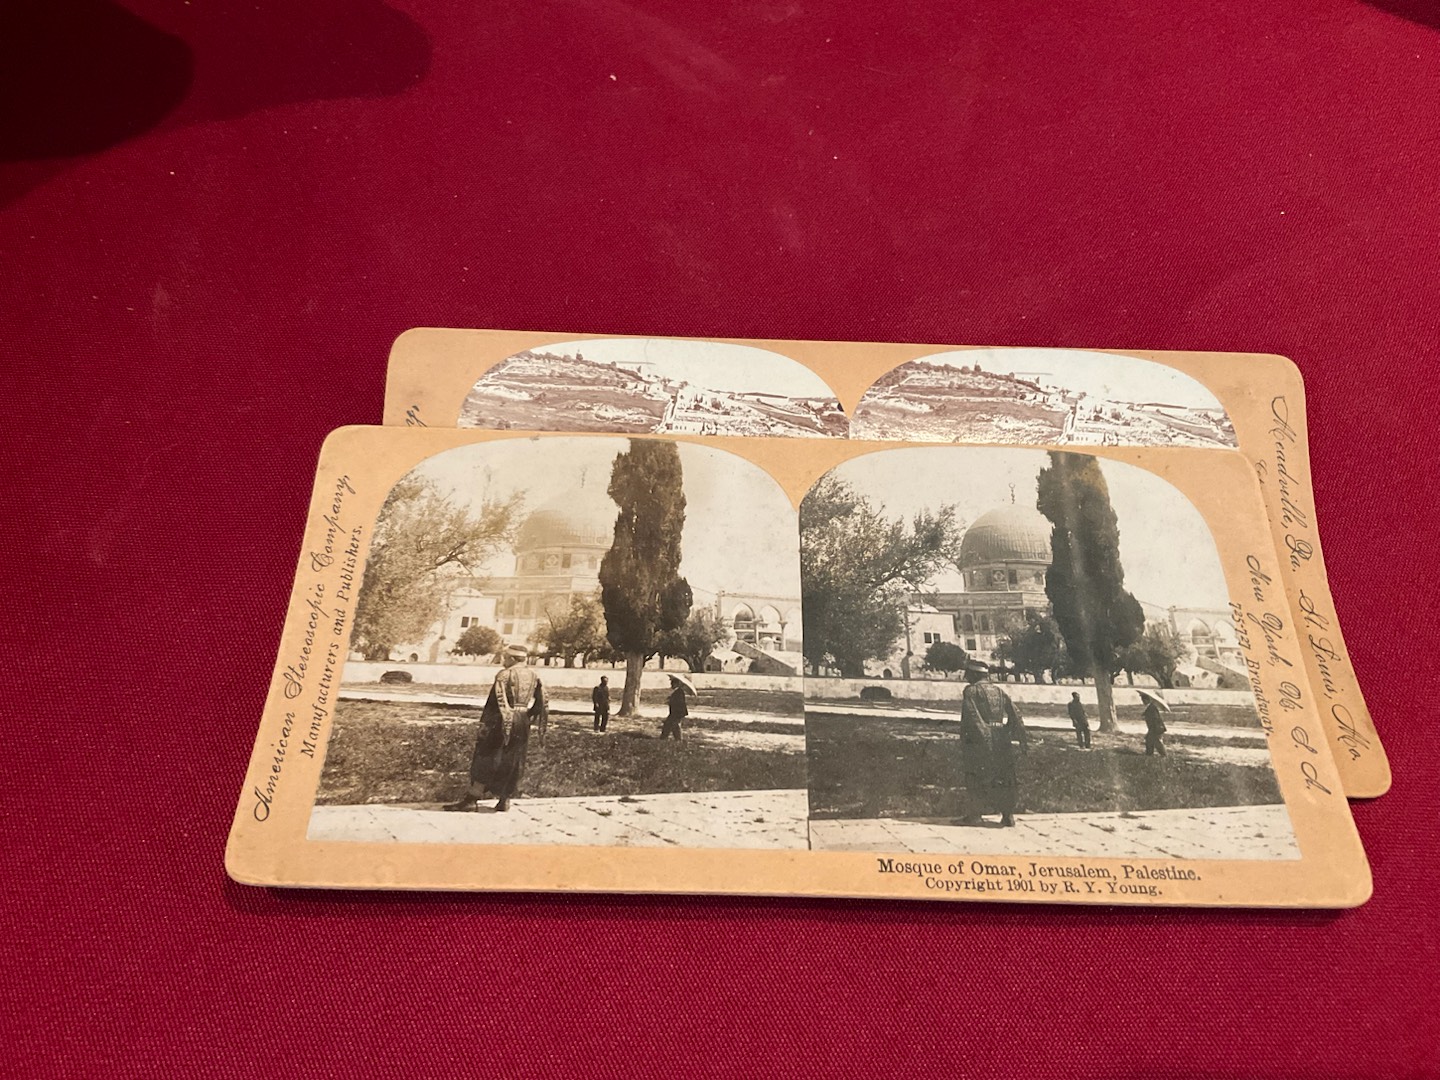 American Stereoscopic Company,
Manufacturers and Publishers.
New York, U. S. A.
725-727 Broadway.
Mosque of Omar, Jerusalem, Palestine.
Copyright 1901 by R. Y. Young.
Meadville, Pa.
St. Louis, Mo.